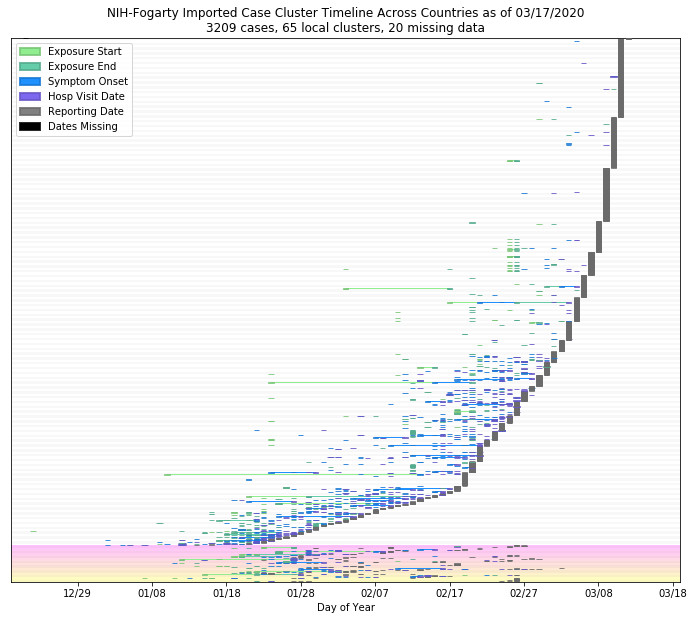 NIH-Fogarty Imported Case Cluster Timeline Across Countries as of 03/17/2020
3209 cases, 65 local clusters, 20 missing data
Exposure Start
Exposure End
Symptom Onset
Hosp Visit Date
Reporting Date
Dates Missing
12/29 01/08 01/18 01/28 02/07 02/17 02/27 03/08 03/18
Day of Year